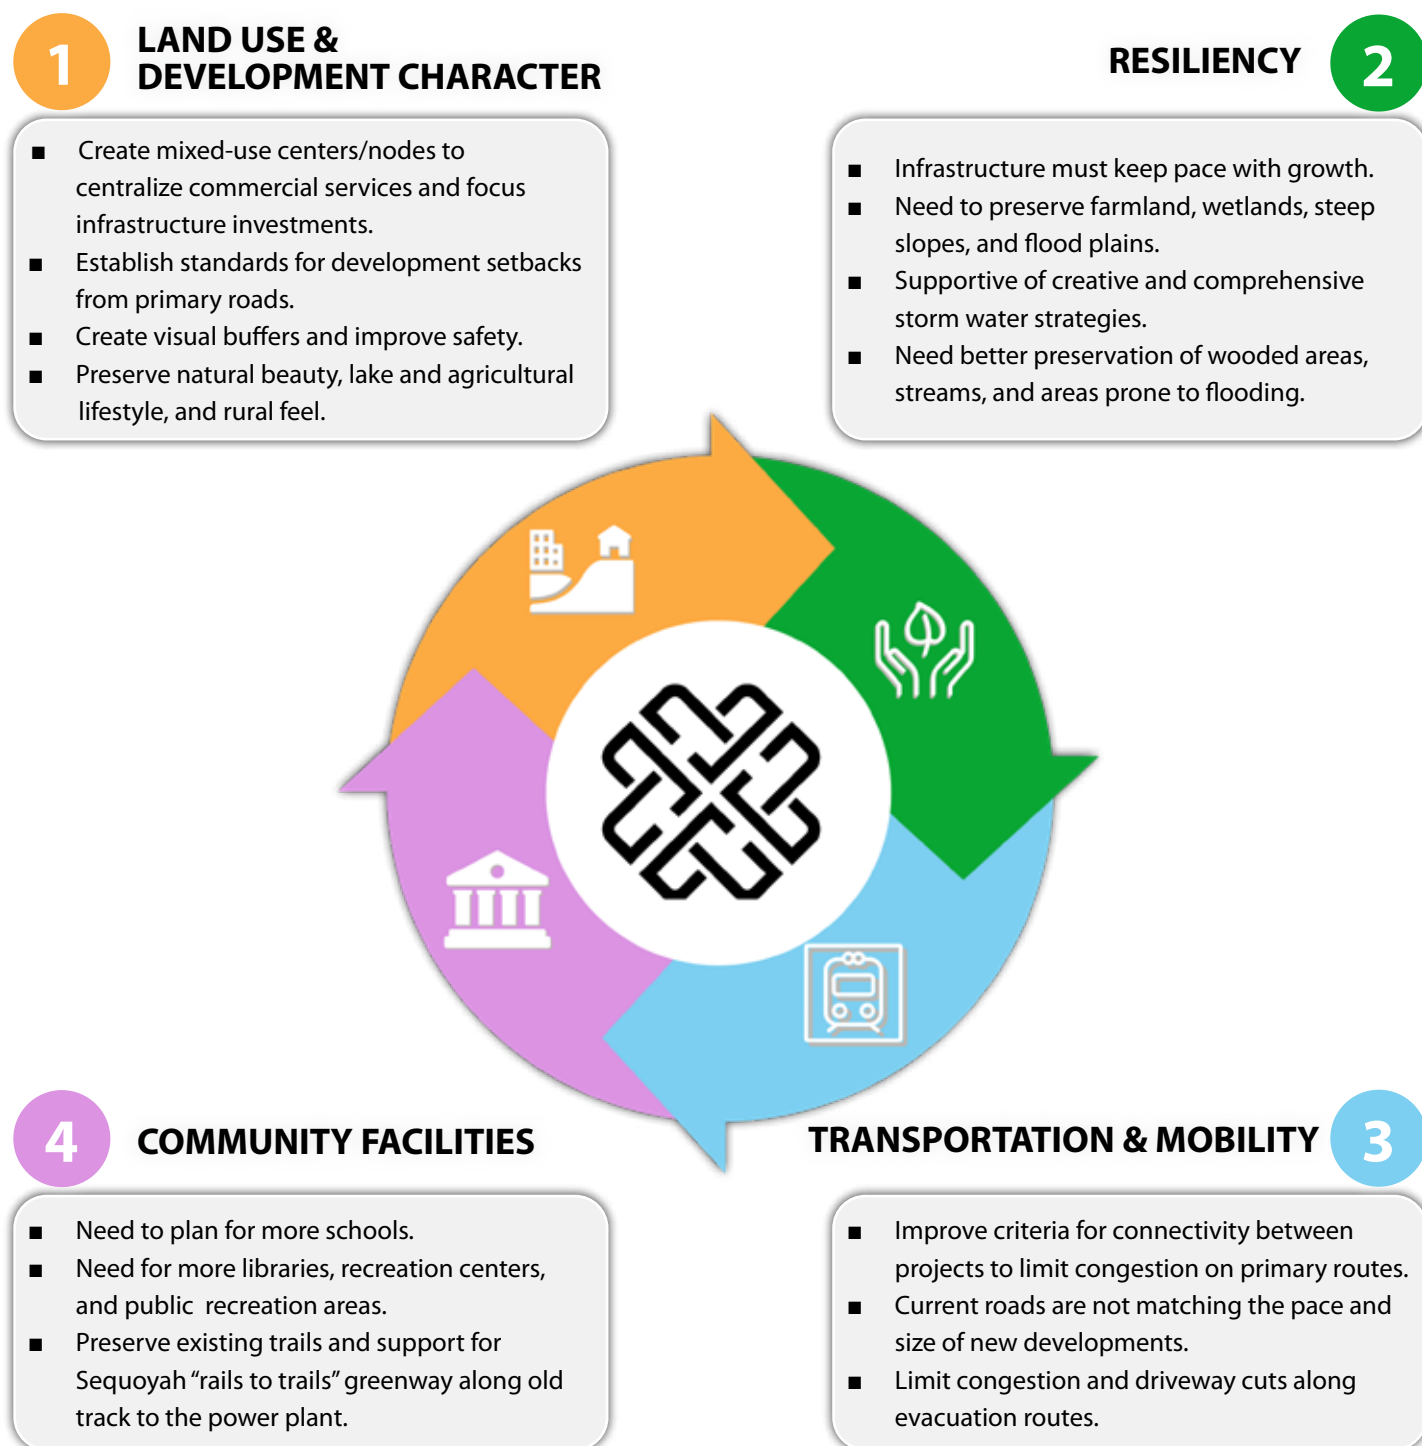 1
LAND USE &
DEVELOPMENT CHARACTER
■ Create mixed-use centers/nodes to
centralize commercial services and focus
infrastructure investments.
■ Establish standards for development setbacks
from primary roads.
■ Create visual buffers and improve safety.
■ Preserve natural beauty, lake and agricultural
lifestyle, and rural feel.
RESILIENCY
2
■ Infrastructure must keep pace with growth.
■ Need to preserve farmland, wetlands, steep
slopes, and flood plains.
■ Supportive of creative and comprehensive
storm water strategies.
■ Need better preservation of wooded areas,
streams, and areas prone to flooding.
TRANSPORTATION & MOBILITY
3
■ Improve criteria for connectivity between
projects to limit congestion on primary routes.
■ Current roads are not matching the pace and
size of new developments.
■ Limit congestion and driveway cuts along
evacuation routes.
4
COMMUNITY FACILITIES
■ Need to plan for more schools.
■ Need for more libraries, recreation centers,
and public recreation areas.
■ Preserve existing trails and support for
Sequoyah “rails to trails” greenway along old
track to the power plant.